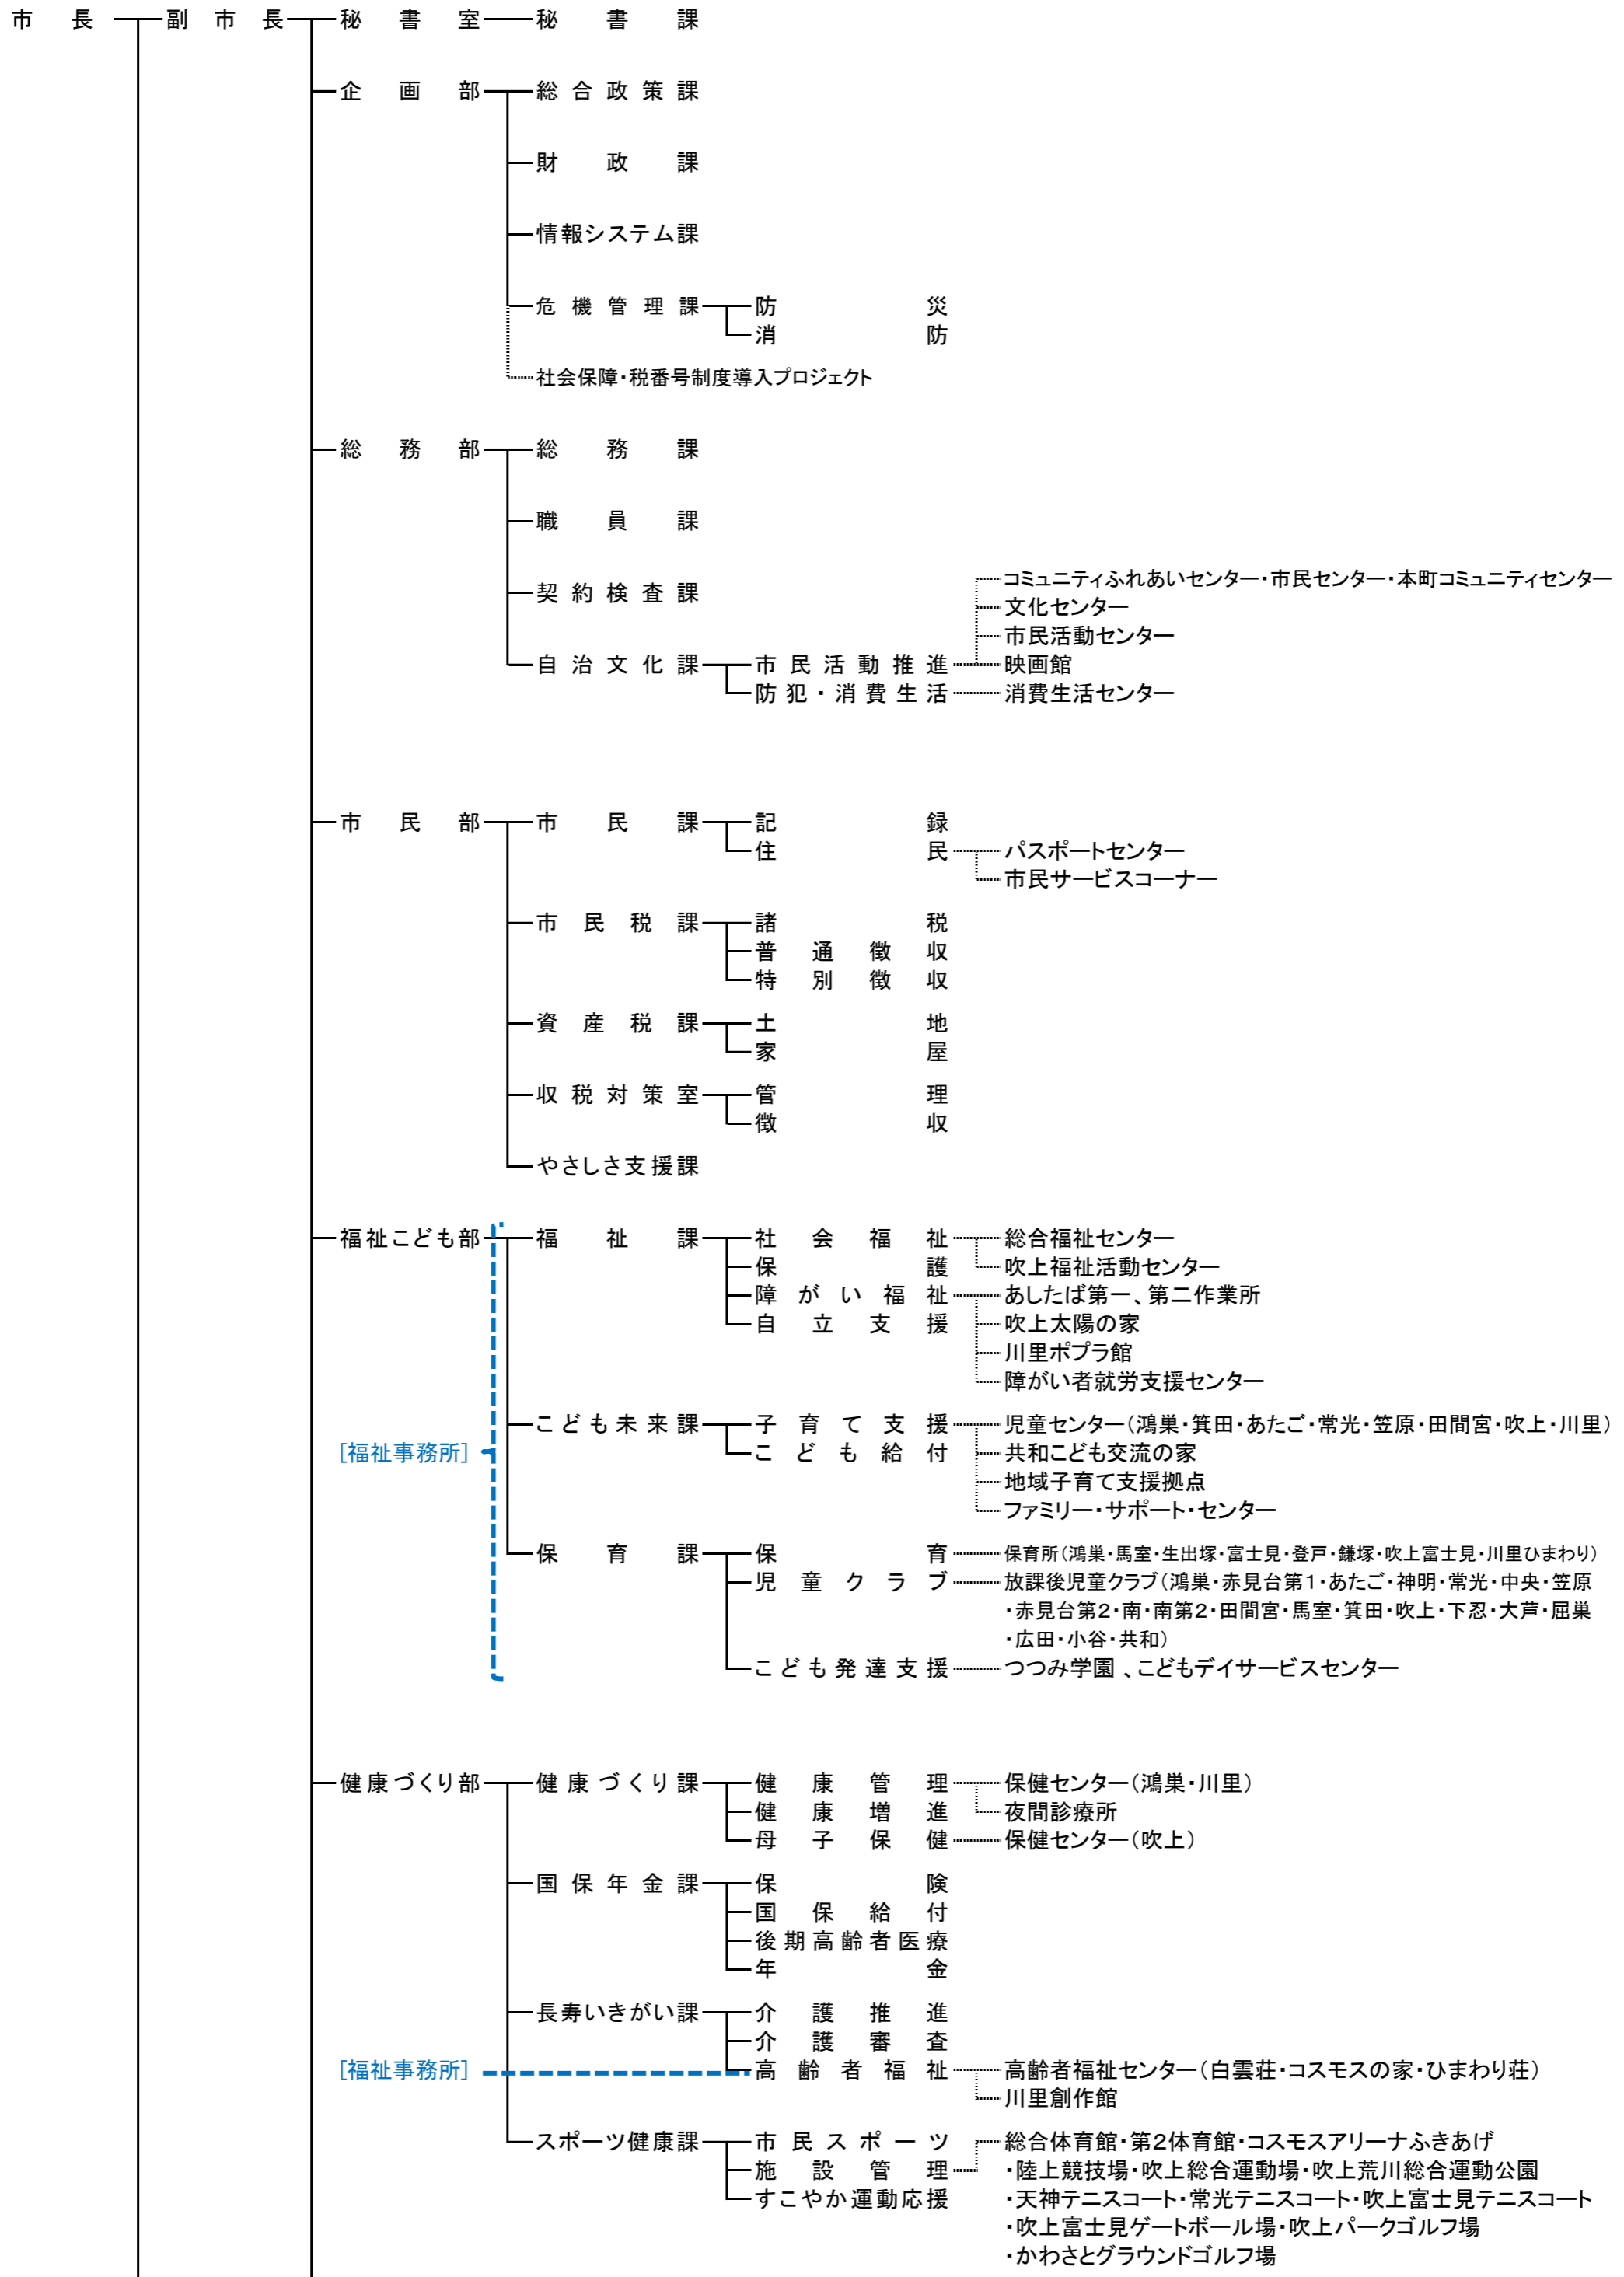 市長 副市長 秘書室 秘書課
企画部 総合政策課
財政課
情報システム課
危機管理課 防災
消防
社会保障・税番号制度導入プロジェクト
総務部 総務課
職員課
コミュニティふれあいセンター・市民センター・本町コミュニティセンター
契約検査課
文化センター
市民活動センター
自治文化課 市民活動推進 映画館
防犯・消費生活 消費生活センター
市民部 市民課 記録
住民 パスポートセンター
市民サービスコーナー
市民税課 諸税
普通徴収
特別徴収
資産税課 土地
家屋
収税対策室 管理
徴収
やさしさ支援課
福祉こども部 福祉課 社会福祉 総合福祉センター
保護 吹上福祉活動センター
障がい福祉 あしたば第一、第二作業所
自立支援 吹上太陽の家
川里ポプラ館
障がい者就労支援センター
こども未来課 子育て支援 児童センター(鴻巣・箕田・あたご・常光・笠原・田間宮・吹上・川里)
[福祉事務所] こども給付 共和こども交流の家
地域子育て支援拠点
ファミリー・サポート・センター
保育課 保育 保育所(鴻巣・馬室・生出塚・富士見・登戸・鎌塚・吹上富士見・川里ひまわり)
児童クラブ 放課後児童クラブ(鴻巣・赤見台第1・あたご・神明・常光・中央・笠原
・赤見台第2・南・南第2・田間宮・馬室・箕田・吹上・下忍・大芦・屈巣
・広田・小谷・共和)
こども発達支援 つつみ学園 、こどもデイサービスセンター
健康づくり部 健康づくり課 健康管理 保健センター(鴻巣・川里)
健康増進 夜間診療所
母子保健 保健センター(吹上)
国保年金課 保険
国保給付
後期高齢者医療
年金
長寿いきがい課 介護推進
介護審査
[福祉事務所] 高齢者福祉 高齢者福祉センター(白雲荘・コスモスの家・ひまわり荘)
川里創作館
スポーツ健康課 市民スポーツ 総合体育館・第2体育館・コスモスアリーナふきあげ
施設管理 ・陸上競技場・吹上総合運動場・吹上荒川総合運動公園
すこやか運動応援 ・天神テニスコート・常光テニスコート・吹上富士見テニスコート
・吹上富士見ゲートボール場・吹上パークゴルフ場
・かわさとグラウンドゴルフ場